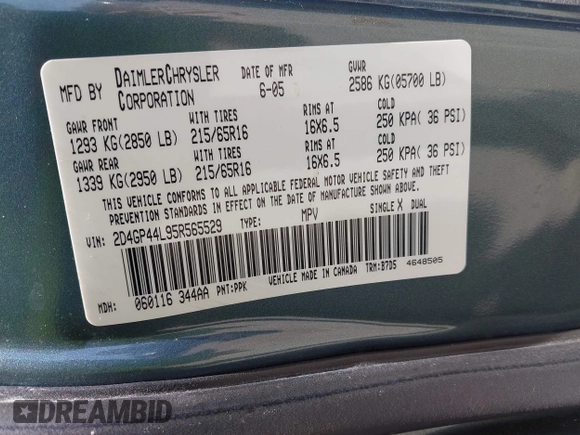 MFD BY DAIMLERCHRYSLER CORPORATION DATE OF MFR 6-05 GVWR 2586 KG(05700 LB)
GAWR FRONT WITH TIRES RIMS AT COLD
1293 KG(2850 LB) 215/65R16 16X6.5 250 KPA( 36 PSI)
GAWR REAR WITH TIRES RIMS AT COLD
1339 KG(2950 LB) 215/65R16 16X6.5 250 KPA( 36 PSI)
THIS VEHICLE CONFORMS TO ALL APPLICABLE FEDERAL MOTOR VEHICLE SAFETY AND THEFT
PREVENTION STANDARDS IN EFFECT ON THE DATE OF MANUFACTURE SHOWN ABOVE.
VIN: 2D4GP44L95R565529 TYPE: MPV SINGLE X DUAL
MDH: 060116 344AA PNT:PPK VEHICLE MADE IN CANADA TRM:B7D5 4648505
DREAMBID